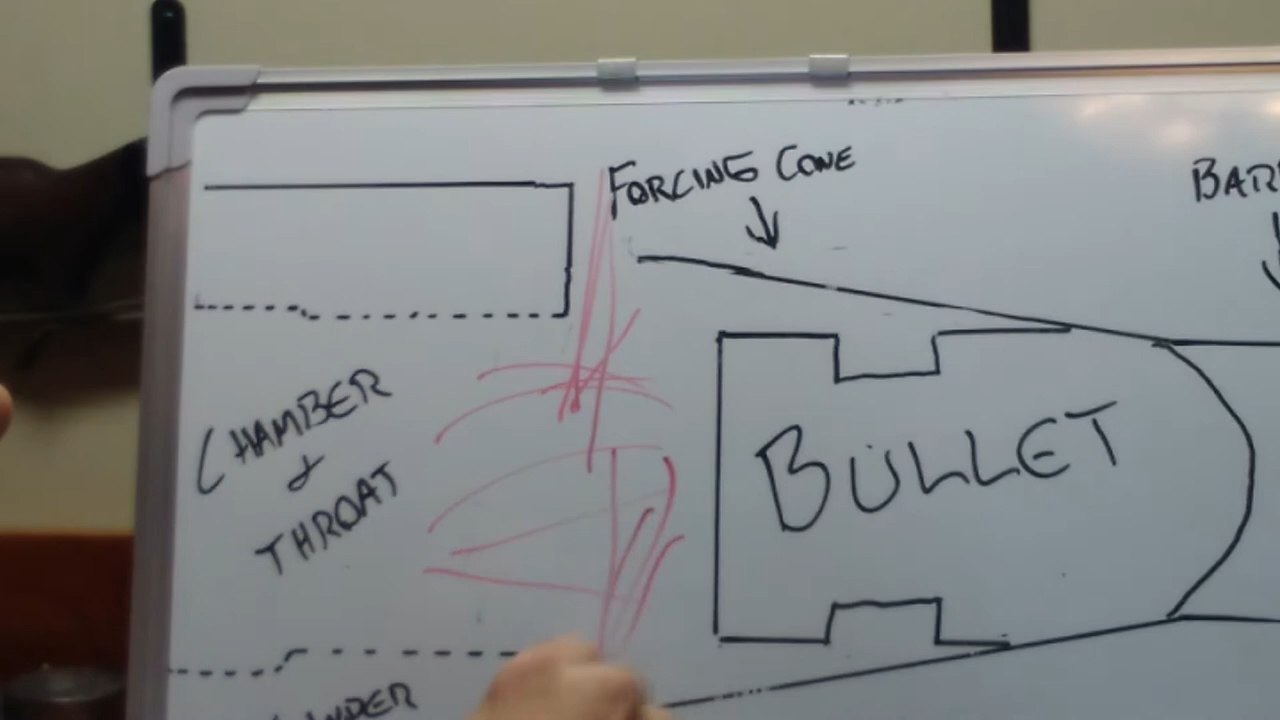 FORCING CONE
CHAMBER
&
THROAT
BULLET